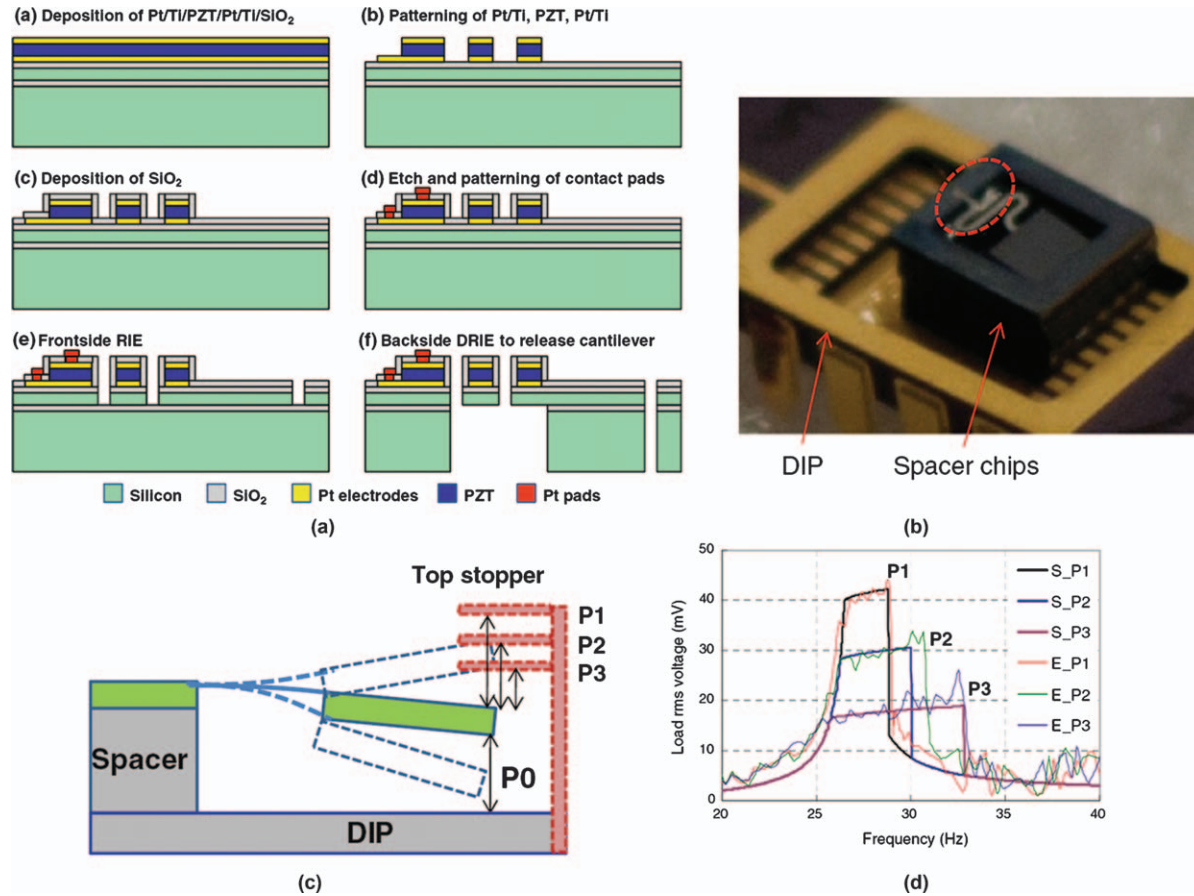 (a) Deposition of Pt/Ti/PZT/Pt/Ti/SiO₂
(b) Patterning of Pt/Ti, PZT, Pt/Ti
(c) Deposition of SiO₂
(d) Etch and patterning of contact pads
(e) Frontside RIE
(f) Backside DRIE to release cantilever
Silicon
SiO₂
Pt electrodes
PZT
Pt pads
(a)
DIP
Spacer chips
(b)
Top stopper
P1
P2
P3
Spacer
P0
DIP
(c)
50
40
30
20
10
0
Load rms voltage (mV)
P1
P2
P3
S_P1
S_P2
S_P3
E_P1
E_P2
E_P3
20
25
30
35
40
Frequency (Hz)
(d)